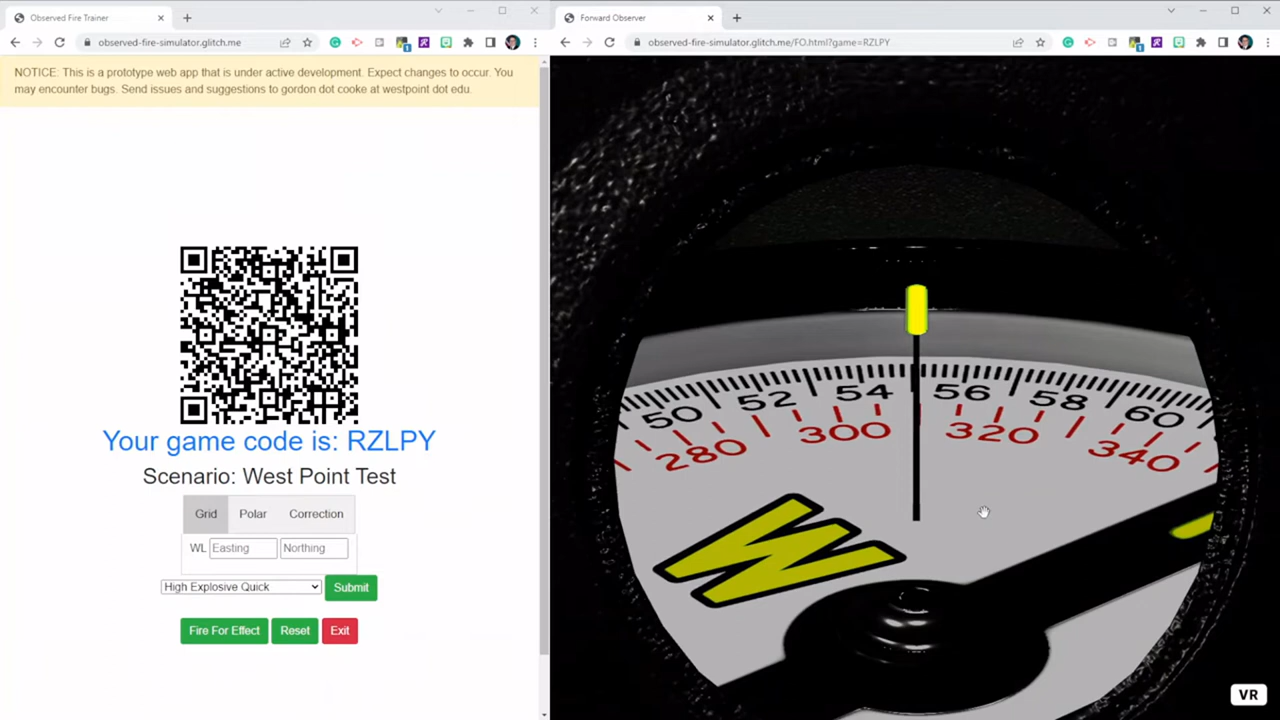 Observed Fire Trainer
observed-fire-simulator.glitch.me
NOTICE: This is a prototype web app that is under active development. Expect changes to occur. You
may encounter bugs. Send issues and suggestions to gordon dot cooke at westpoint dot edu.
Your game code is: RZLPY
Scenario: West Point Test
Grid Polar Correction
WL Easting Northing
High Explosive Quick Submit
Fire For Effect Reset Exit
Forward Observer
observed-fire-simulator.glitch.me/FO.html?game=RZLPY
50 52 54 56 58 60
280 300 320 340
W
VR